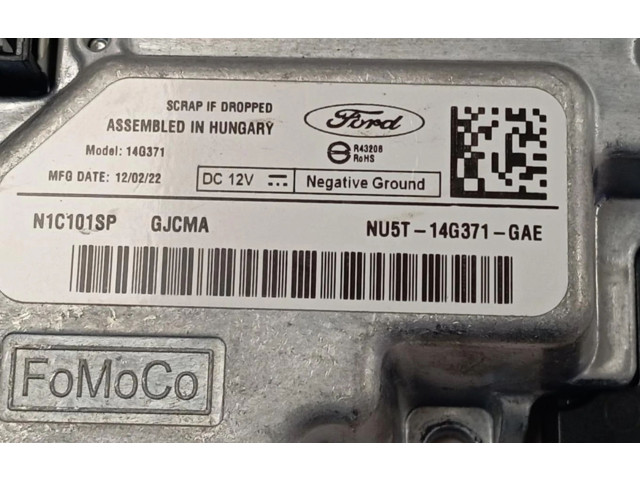 SCRAP IF DROPPED
ASSEMBLED IN HUNGARY
Ford
Model: 14G371
R43208
RoHS
MFG DATE: 12/02/22
DC 12V
Negative Ground
N1C101SP GJCMA NU5T-14G371-GAE
FoMoCo